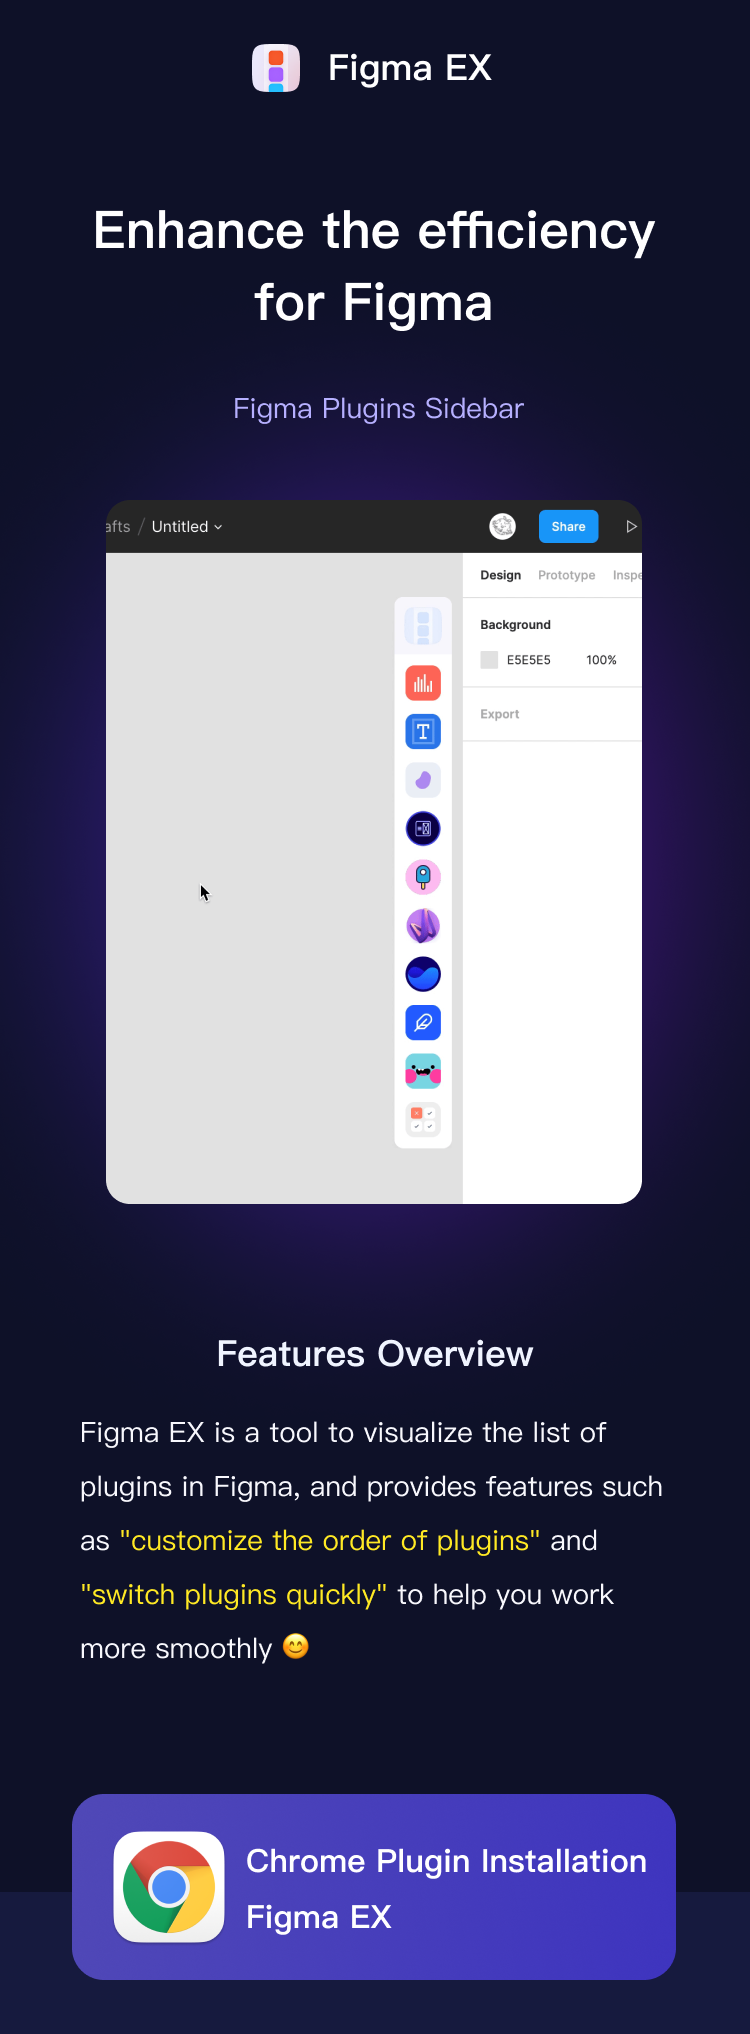 Figma EX
Enhance the efficiency
for Figma
Figma Plugins Sidebar
afts / Untitled
Share
Design Prototype Inspe
Background
E5E5E5 100%
Export
T
Features Overview
Figma EX is a tool to visualize the list of
plugins in Figma, and provides features such
as "customize the order of plugins" and
"switch plugins quickly" to help you work
more smoothly 😊
Chrome Plugin Installation
Figma EX